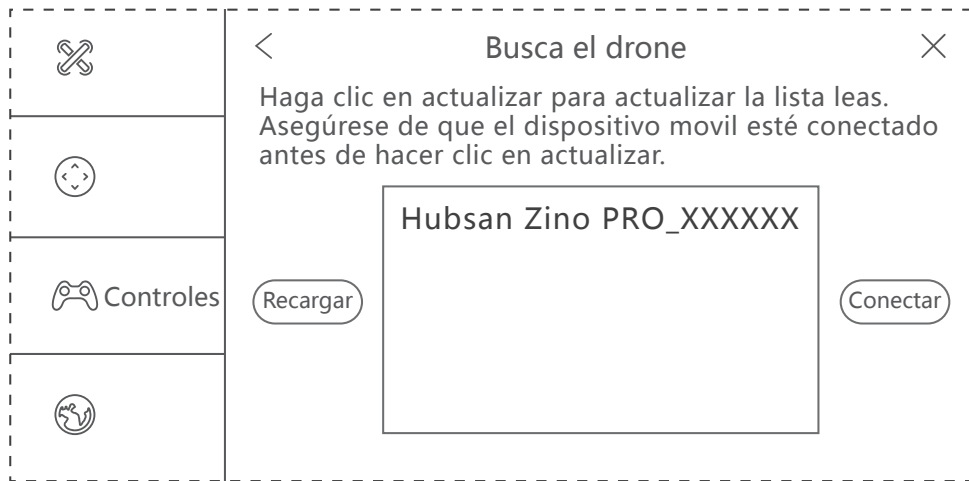 Busca el drone
Haga clic en actualizar para actualizar la lista leas.
Asegúrese de que el dispositivo movil esté conectado
antes de hacer clic en actualizar.
Hubsan Zino PRO_XXXXXX
Controles
Recargar
Conectar